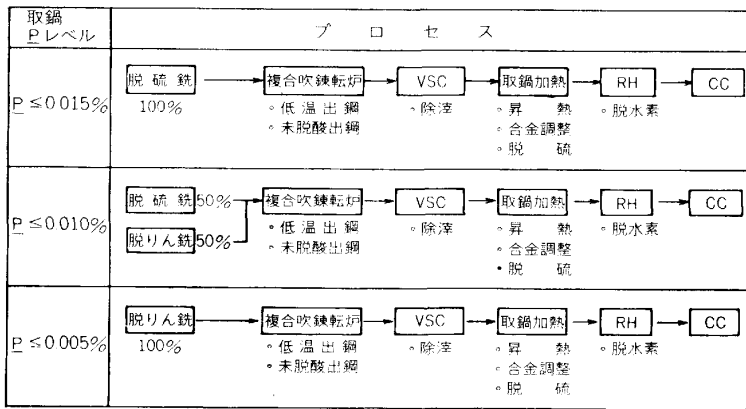 取鍋
Pレベル
プロセス
P≤0.015%
脱硫銑
100%
複合吹錬転炉
◦低温出鋼
◦未脱酸出鋼
VSC
◦除滓
取鍋加熱
◦昇熱
◦合金調整
◦脱硫
RH
◦脱水素
CC
P≤0.010%
脱硫銑50%
脱りん銑50%
複合吹錬転炉
•低温出鋼
◦未脱酸出鋼
VSC
◦除滓
取鍋加熱
◦昇熱
◦合金調整
•脱硫
RH
◦脱水素
CC
P≤0.005%
脱りん銑
100%
複合吹錬転炉
◦低温出鋼
•未脱酸出鋼
VSC
◦除滓
取鍋加熱
◦昇熱
◦合金調整
◦脱硫
RH
◦脱水素
CC